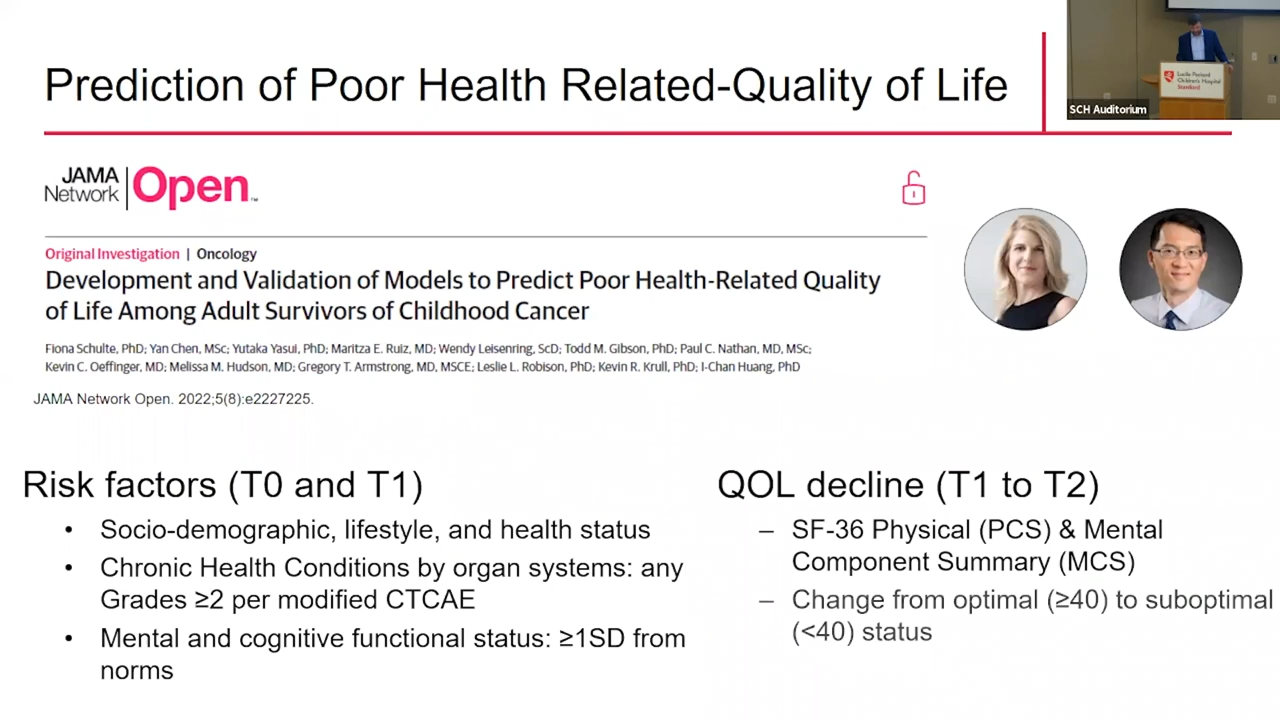 Prediction of Poor Health Related-Quality of Life
Lucile Packard
Children's Hospital
Stanford
SCH Auditorium
JAMA
Network
Open
Original Investigation | Oncology
Development and Validation of Models to Predict Poor Health-Related Quality
of Life Among Adult Survivors of Childhood Cancer
Fiona Schulte, PhD; Yan Chen, MSc; Yutaka Yasui, PhD; Maritza E. Ruiz, MD; Wendy Leisenring, ScD; Todd M. Gibson, PhD; Paul C. Nathan, MD, MSc;
Kevin C. Oeffinger, MD; Melissa M. Hudson, MD; Gregory T. Armstrong, MD, MSCE; Leslie L. Robison, PhD; Kevin R. Krull, PhD; I-Chan Huang, PhD
JAMA Network Open. 2022;5(8):e2227225.
Risk factors (T0 and T1)
• Socio-demographic, lifestyle, and health status
• Chronic Health Conditions by organ systems: any
Grades ≥2 per modified CTCAE
• Mental and cognitive functional status: ≥1SD from
norms
QOL decline (T1 to T2)
– SF-36 Physical (PCS) & Mental
Component Summary (MCS)
– Change from optimal (≥40) to suboptimal
(<40) status